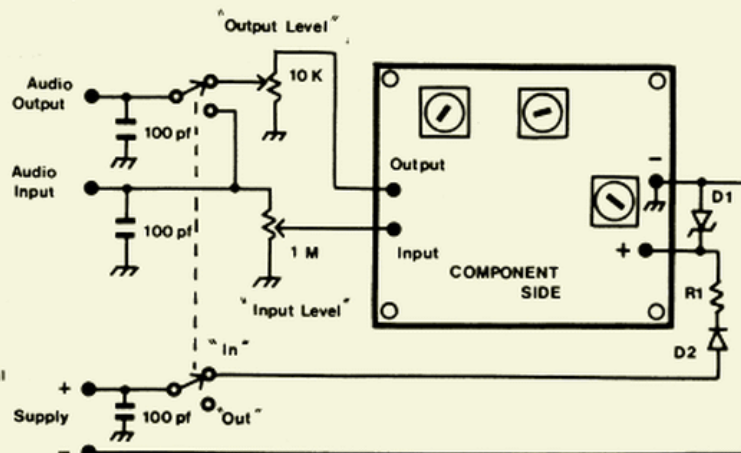 "Output Level"
Audio
Output
10 K
100 pf
Output
Audio
Input
100 pf
1 M
Input
"Input Level"
COMPONENT
SIDE
-
+
D1
R1
D2
"In"
+
Supply
100 pf
"Out"
-